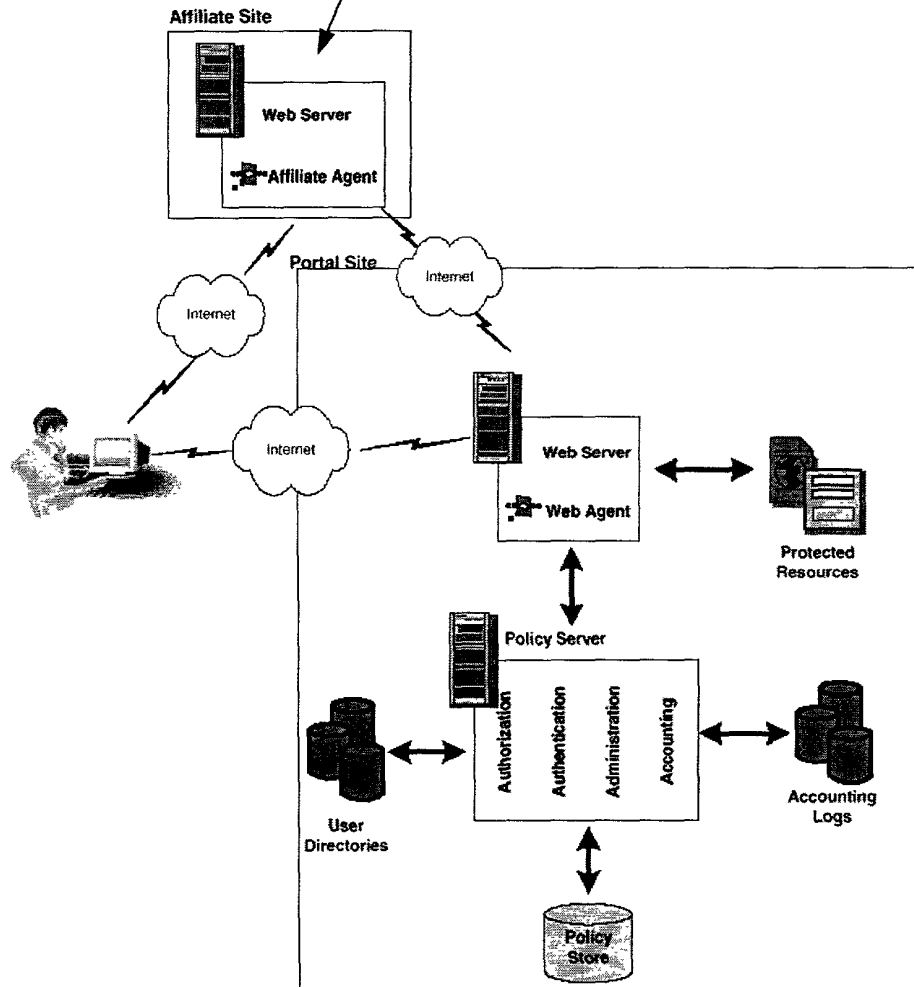 Affiliate Site
Web Server
Affiliate Agent
Portal Site
Internet
Internet
Internet
Web Server
Web Agent
Protected
Resources
Policy Server
Authorization
Authentication
Administration
Accounting
User
Directories
Accounting
Logs
Policy
Store